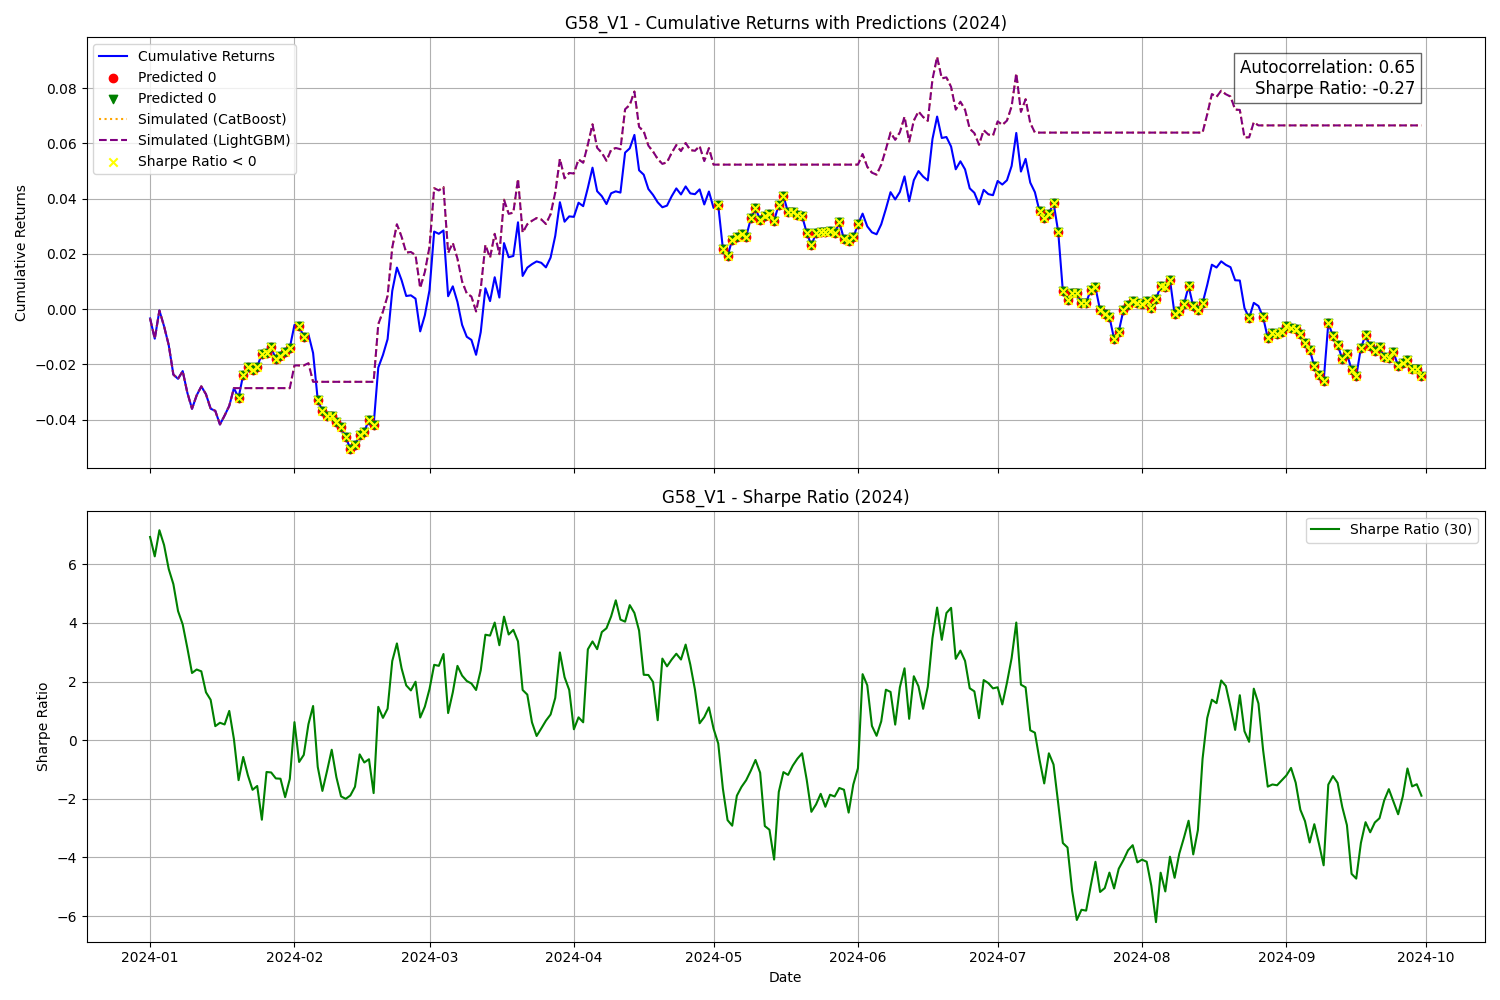 G58_V1 - Cumulative Returns with Predictions (2024)
Cumulative Returns
Predicted 0
Predicted 0
Simulated (CatBoost)
Simulated (LightGBM)
Sharpe Ratio < 0
Autocorrelation: 0.65
Sharpe Ratio: -0.27
0.08
0.06
0.04
0.02
0.00
−0.02
−0.04
Cumulative Returns
G58_V1 - Sharpe Ratio (2024)
Sharpe Ratio (30)
6
4
2
0
−2
−4
−6
Sharpe Ratio
2024-01
2024-02
2024-03
2024-04
2024-05
2024-06
2024-07
2024-08
2024-09
2024-10
Date